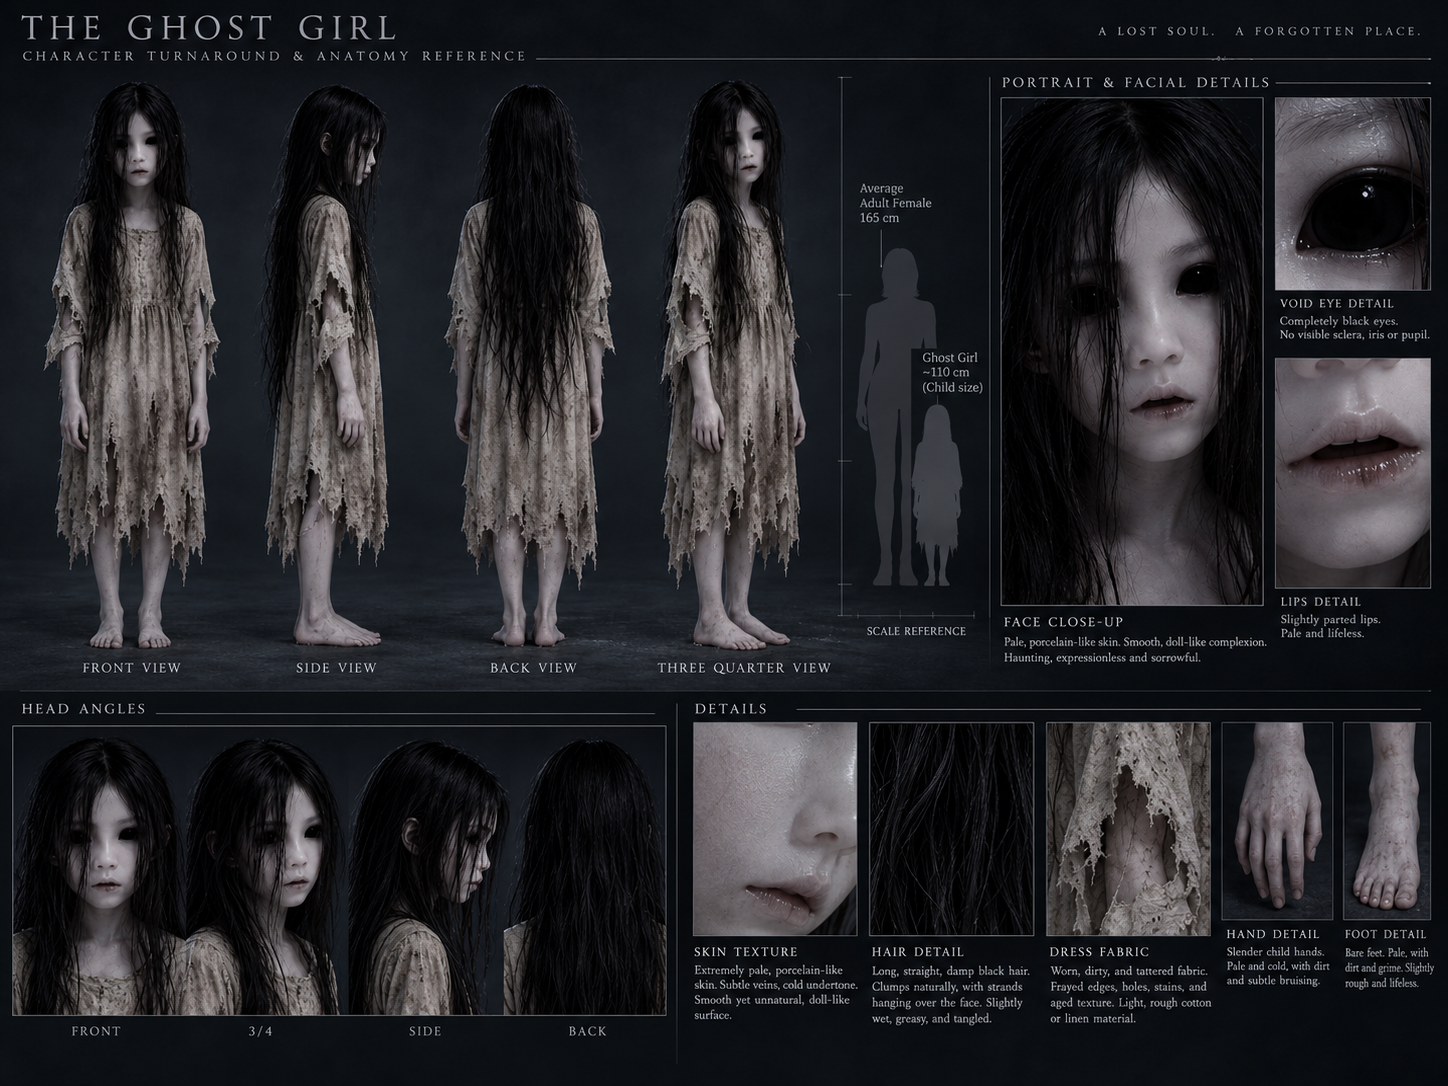 THE GHOST GIRL
CHARACTER TURNAROUND & ANATOMY REFERENCE
A LOST SOUL. A FORGOTTEN PLACE.
FRONT VIEW
SIDE VIEW
BACK VIEW
THREE QUARTER VIEW
Average
Adult Female
165 cm
Ghost Girl
~110 cm
(Child size)
SCALE REFERENCE
PORTRAIT & FACIAL DETAILS
FACE CLOSE-UP
Pale, porcelain-like skin. Smooth, doll-like complexion.
Haunting, expressionless and sorrowful.
VOID EYE DETAIL
Completely black eyes.
No visible sclera, iris or pupil.
LIPS DETAIL
Slightly parted lips.
Pale and lifeless.
HEAD ANGLES
FRONT
3/4
SIDE
BACK
DETAILS
SKIN TEXTURE
Extremely pale, porcelain-like
skin. Subtle veins, cold undertone.
Smooth yet unnatural, doll-like
surface.
HAIR DETAIL
Long, straight, damp black hair.
Clumps naturally, with strands
hanging over the face. Slightly
wet, greasy, and tangled.
DRESS FABRIC
Worn, dirty, and tattered fabric.
Frayed edges, holes, stains, and
aged texture. Light, rough cotton
or linen material.
HAND DETAIL
Slender child hands.
Pale and cold, with dirt
and subtle bruising.
FOOT DETAIL
Bare feet. Pale, with
dirt and grime. Slightly
rough and lifeless.